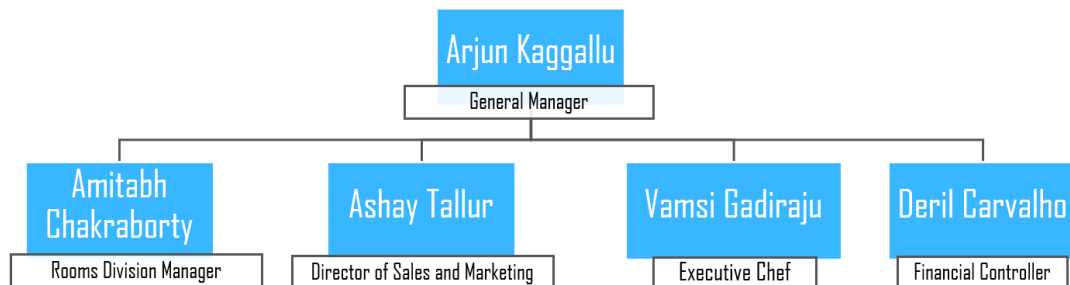 Arjun Kaggallu
General Manager
Amitabh
Chakraborty
Rooms Division Manager
Ashay Tallur
Director of Sales and Marketing
Vamsi Gadiraju
Executive Chef
Deril Carvalho
Financial Controller